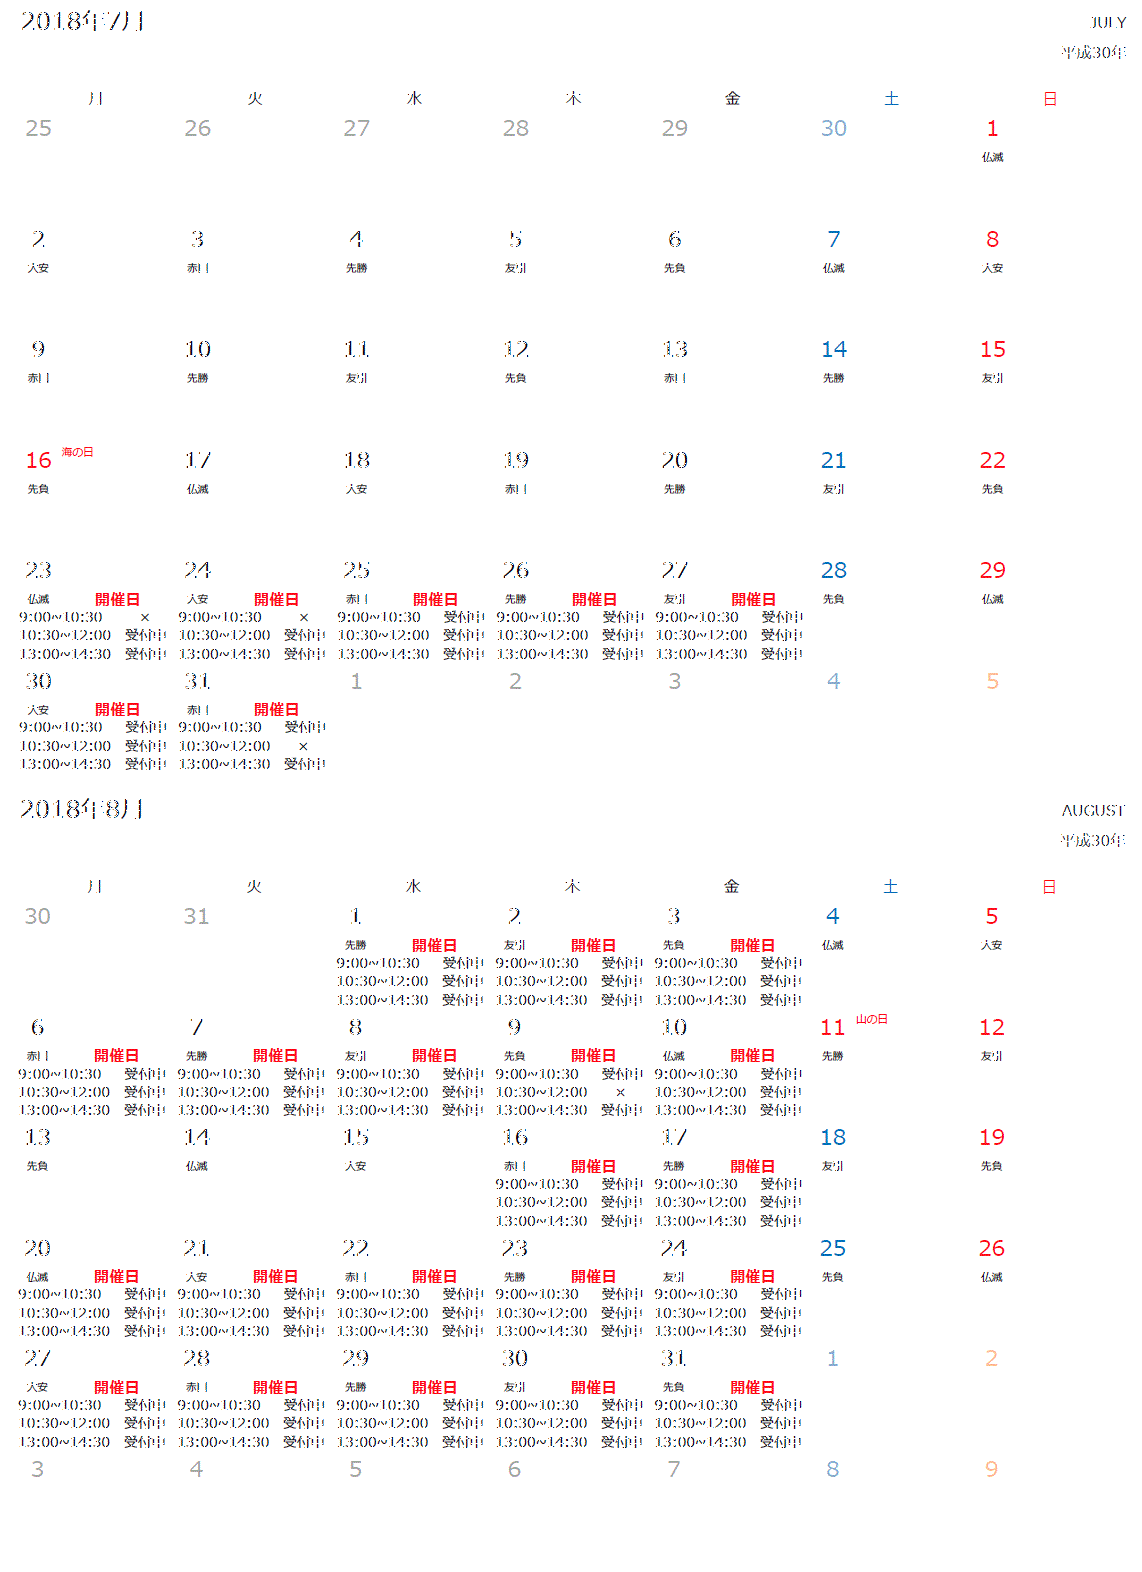 2018年7月
JULY
平成30年
月 火 水 木 金 土 日
25 26 27 28 29 30 1
仏滅
2 3 4 5 6 7 8
大安 赤口 先勝 友引 先負 仏滅 大安
9 10 11 12 13 14 15
赤口 先勝 友引 先負 赤口 先勝 友引
16 海の日 17 18 19 20 21 22
先負 仏滅 大安 赤口 先勝 友引 先負
23 24 25 26 27 28 29
仏滅 開催日 大安 開催日 赤口 開催日 先勝 開催日 友引 開催日 先負 仏滅
9:00~10:30 × 9:00~10:30 × 9:00~10:30 受付中 9:00~10:30 受付中 9:00~10:30 受付中
10:30~12:00 受付中 10:30~12:00 受付中 10:30~12:00 受付中 10:30~12:00 受付中 10:30~12:00 受付中
13:00~14:30 受付中 13:00~14:30 受付中 13:00~14:30 受付中 13:00~14:30 受付中 13:00~14:30 受付中
30 31 1 2 3 4 5
大安 開催日 赤口 開催日
9:00~10:30 受付中 9:00~10:30 受付中
10:30~12:00 受付中 10:30~12:00 ×
13:00~14:30 受付中 13:00~14:30 受付中
2018年8月
AUGUST
平成30年
月 火 水 木 金 土 日
30 31 1 2 3 4 5
先勝 開催日 友引 開催日 先負 開催日 仏滅 大安
9:00~10:30 受付中 9:00~10:30 受付中 9:00~10:30 受付中
10:30~12:00 受付中 10:30~12:00 受付中 10:30~12:00 受付中
13:00~14:30 受付中 13:00~14:30 受付中 13:00~14:30 受付中
6 7 8 9 10 11 山の日 12
赤口 開催日 先勝 開催日 友引 開催日 先負 開催日 仏滅 開催日 先勝 友引
9:00~10:30 受付中 9:00~10:30 受付中 9:00~10:30 受付中 9:00~10:30 受付中 9:00~10:30 受付中
10:30~12:00 受付中 10:30~12:00 受付中 10:30~12:00 受付中 10:30~12:00 × 10:30~12:00 受付中
13:00~14:30 受付中 13:00~14:30 受付中 13:00~14:30 受付中 13:00~14:30 受付中 13:00~14:30 受付中
13 14 15 16 17 18 19
先負 仏滅 大安 赤口 開催日 先勝 開催日 友引 先負
9:00~10:30 受付中 9:00~10:30 受付中
10:30~12:00 受付中 10:30~12:00 受付中
13:00~14:30 受付中 13:00~14:30 受付中
20 21 22 23 24 25 26
仏滅 開催日 大安 開催日 赤口 開催日 先勝 開催日 友引 開催日 先負 仏滅
9:00~10:30 受付中 9:00~10:30 受付中 9:00~10:30 受付中 9:00~10:30 受付中 9:00~10:30 受付中
10:30~12:00 受付中 10:30~12:00 受付中 10:30~12:00 受付中 10:30~12:00 受付中 10:30~12:00 受付中
13:00~14:30 受付中 13:00~14:30 受付中 13:00~14:30 受付中 13:00~14:30 受付中 13:00~14:30 受付中
27 28 29 30 31 1 2
大安 開催日 赤口 開催日 先勝 開催日 友引 開催日 先負 開催日
9:00~10:30 受付中 9:00~10:30 受付中 9:00~10:30 受付中 9:00~10:30 受付中 9:00~10:30 受付中
10:30~12:00 受付中 10:30~12:00 受付中 10:30~12:00 受付中 10:30~12:00 受付中 10:30~12:00 受付中
13:00~14:30 受付中 13:00~14:30 受付中 13:00~14:30 受付中 13:00~14:30 受付中 13:00~14:30 受付中
3 4 5 6 7 8 9